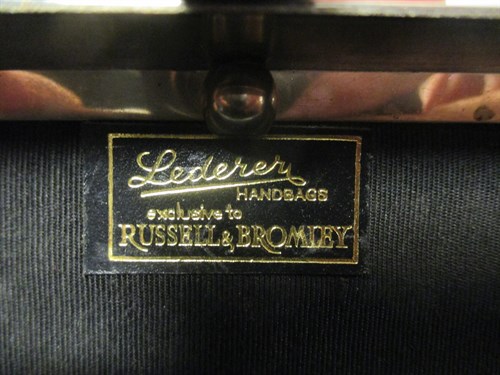 Lederer
HANDBAGS
exclusive to
RUSSELL & BROMLEY